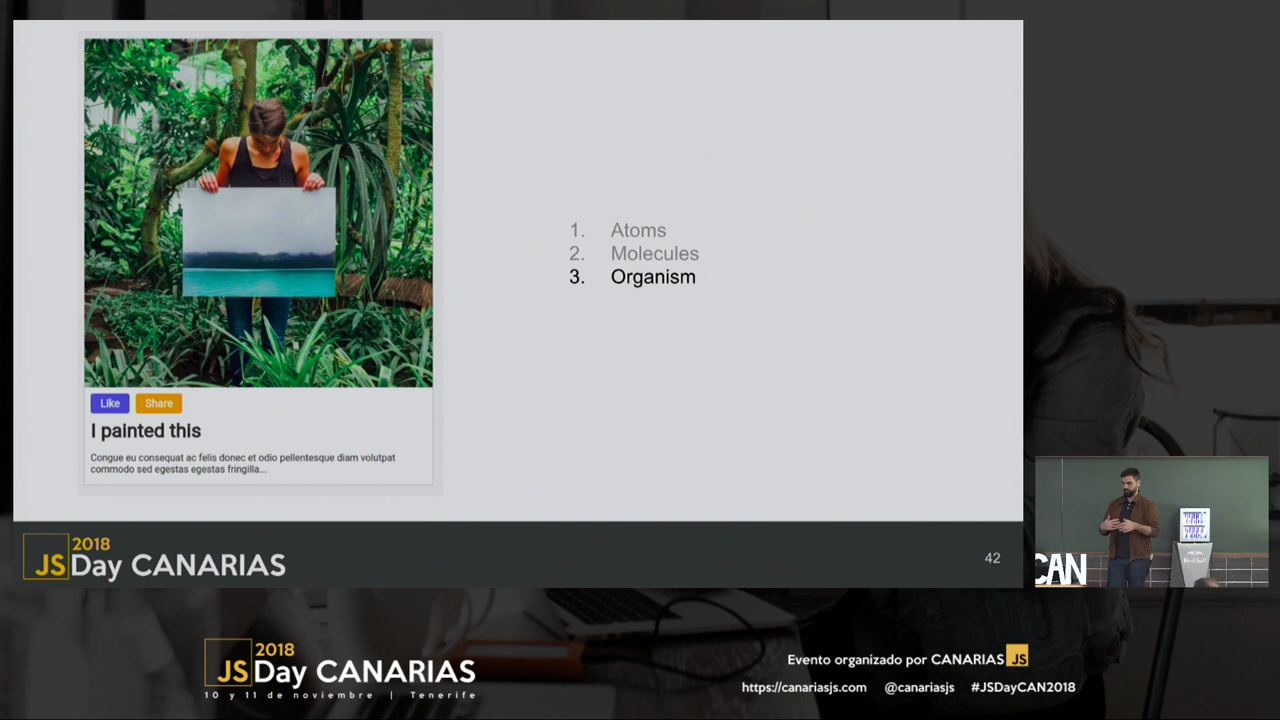 1. Atoms
2. Molecules
3. Organism
Like
Share
I painted this
Congue eu consequat ac felis donec et odio pellentesque diam volutpat
commodo sed egestas egestas fringilla...
2018
JS Day CANARIAS
42
CAN
Red Bull
2018
JS Day CANARIAS
10 y 11 de noviembre | Tenerife
Evento organizado por CANARIAS JS
https://canariasjs.com @canariasjs #JSDayCAN2018